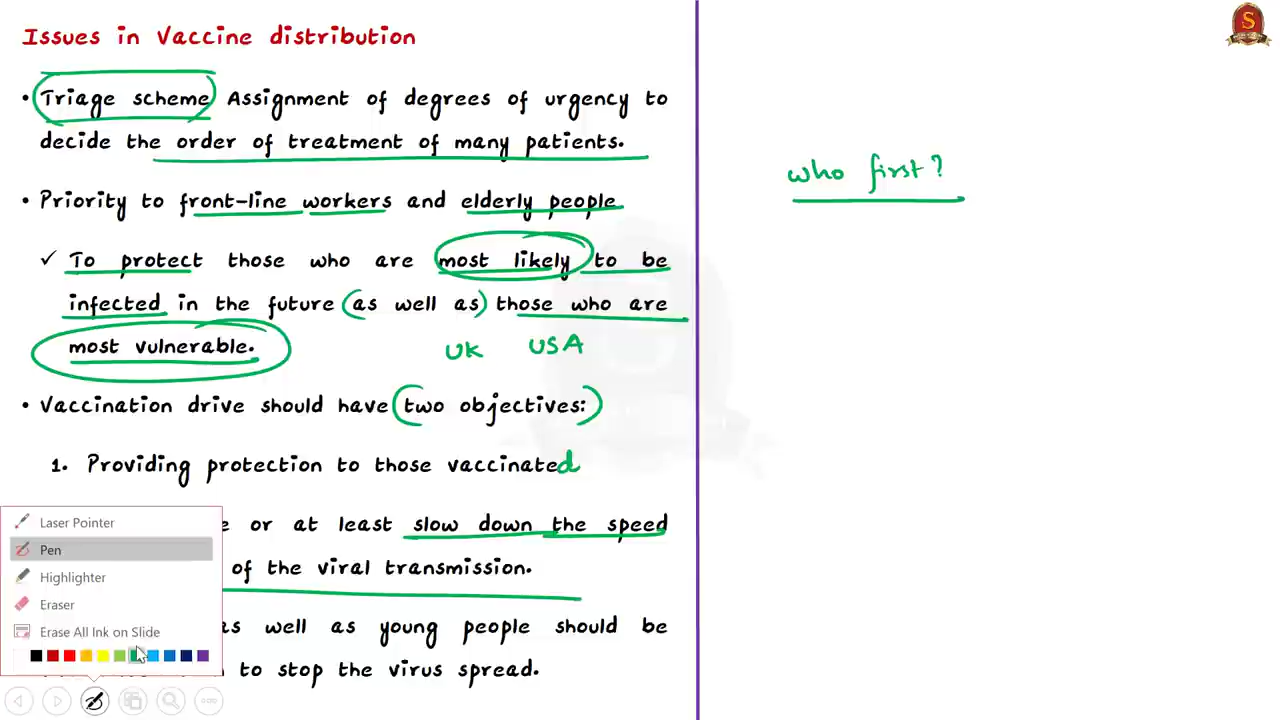 Issues in Vaccine distribution
• Triage scheme Assignment of degrees of urgency to
decide the order of treatment of many patients.
• Priority to front-line workers and elderly people
✓ To protect those who are most likely to be
infected in the future (as well as) those who are
most vulnerable.
UK USA
• Vaccination drive should have (two objectives:)
1. Providing protection to those vaccinated
or at least slow down the speed
of the viral transmission.
as well as young people should be
to stop the virus spread.
Laser Pointer
Pen
Highlighter
Eraser
Erase All Ink on Slide
who first?
S